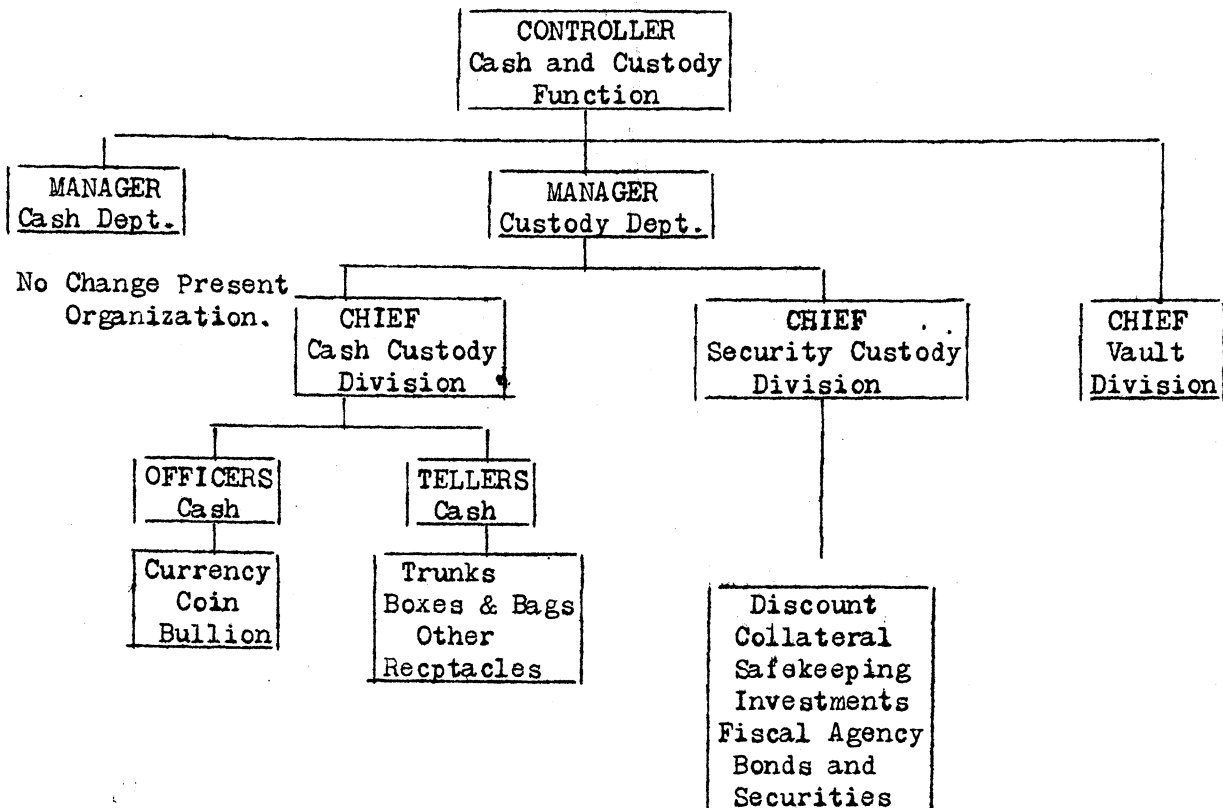 CONTROLLER
Cash and Custody
Function
MANAGER
Cash Dept.
MANAGER
Custody Dept.
No Change Present
Organization.
CHIEF
Cash Custody
Division
CHIEF
Security Custody
Division
CHIEF
Vault
Division
OFFICERS
Cash
TELLERS
Cash
Currency
Coin
Bullion
Trunks
Boxes & Bags
Other
Recptacles
Discount
Collateral
Safekeeping
Investments
Fiscal Agency
Bonds and
Securities